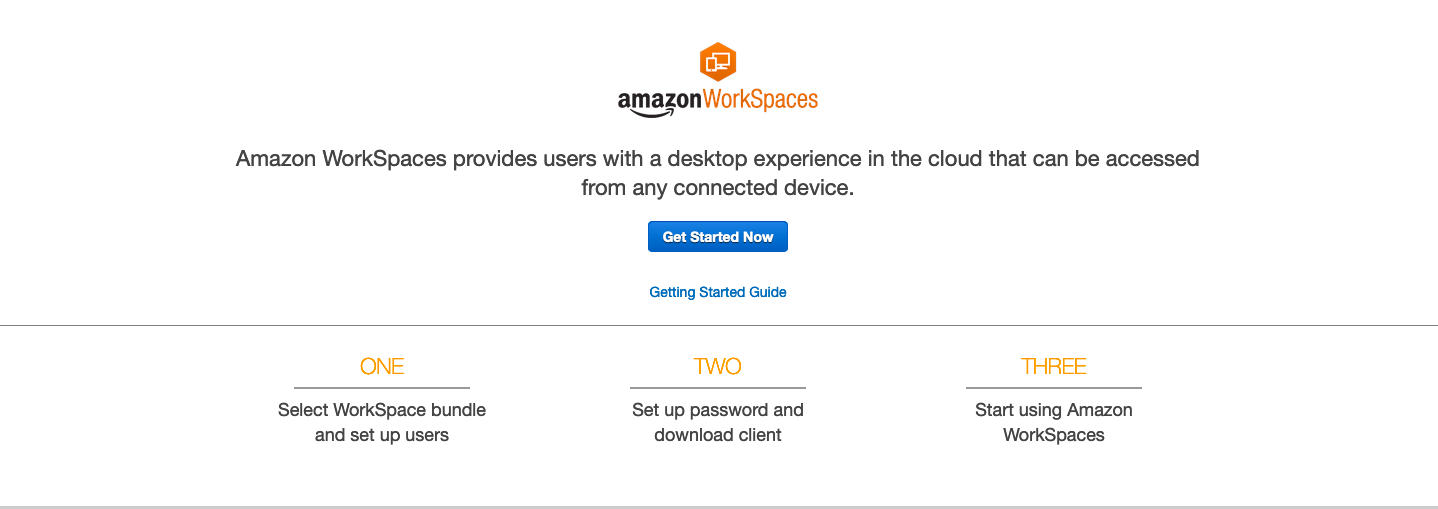 amazonWorkSpaces
Amazon WorkSpaces provides users with a desktop experience in the cloud that can be accessed
from any connected device.
Get Started Now
Getting Started Guide
ONE
Select WorkSpace bundle
and set up users
TWO
Set up password and
download client
THREE
Start using Amazon
WorkSpaces